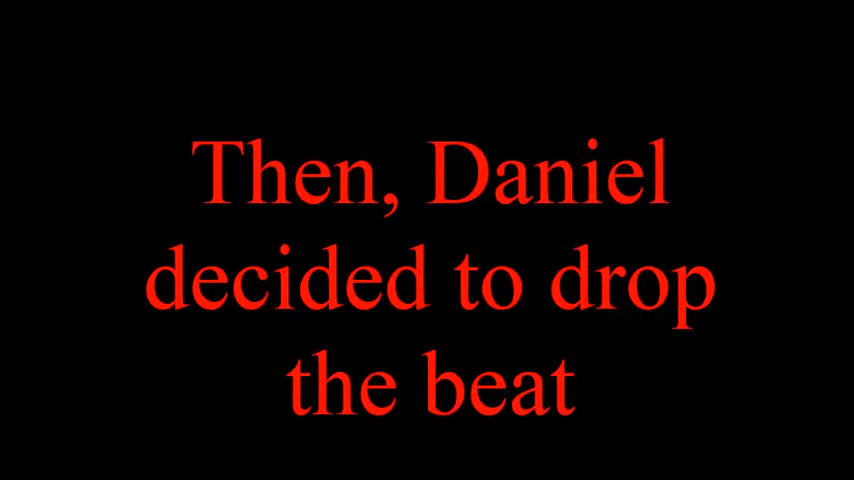 Then, Daniel
decided to drop
the beat